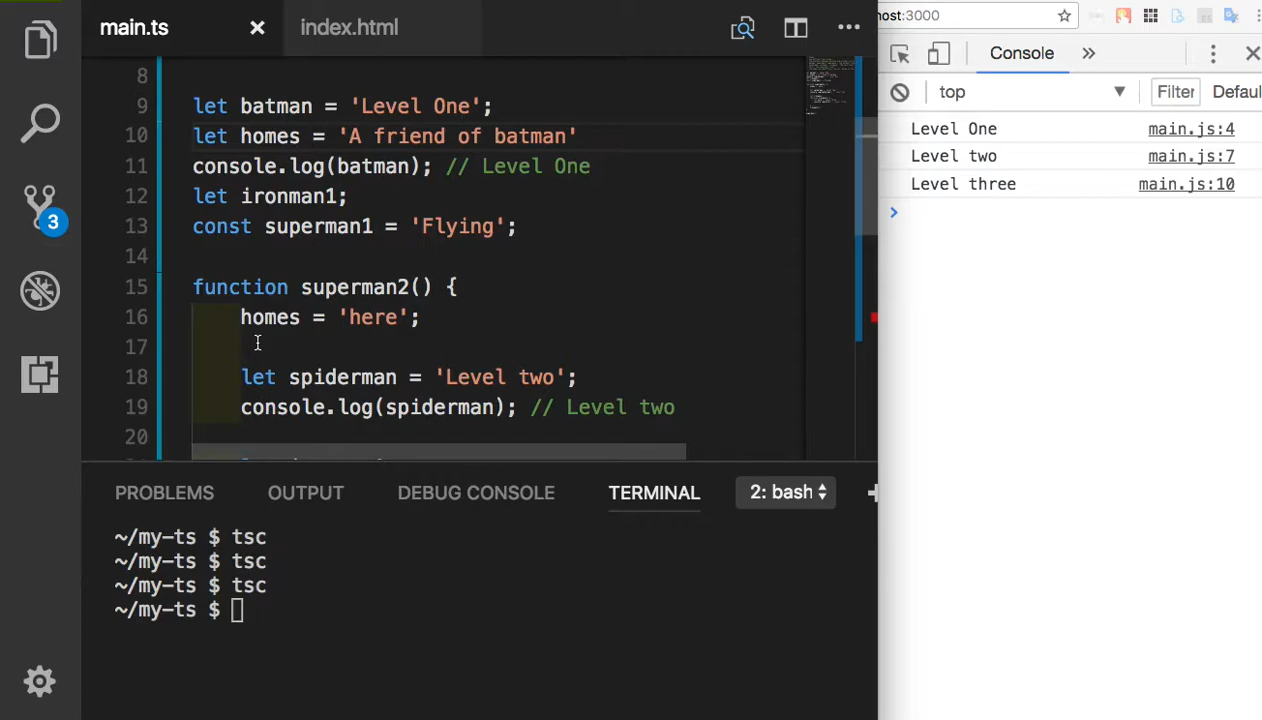 main.ts
index.html
8
9 let batman = 'Level One';
10 let homes = 'A friend of batman'
11 console.log(batman); // Level One
12 let ironman1;
13 const superman1 = 'Flying';
14
15 function superman2() {
16 homes = 'here';
17
18 let spiderman = 'Level two';
19 console.log(spiderman); // Level two
20
3
PROBLEMS OUTPUT DEBUG CONSOLE TERMINAL 2: bash
~/my-ts $ tsc
~/my-ts $ tsc
~/my-ts $ tsc
~/my-ts $
host:3000
Console
top Filter Defaul
Level One main.js:4
Level two main.js:7
Level three main.js:10